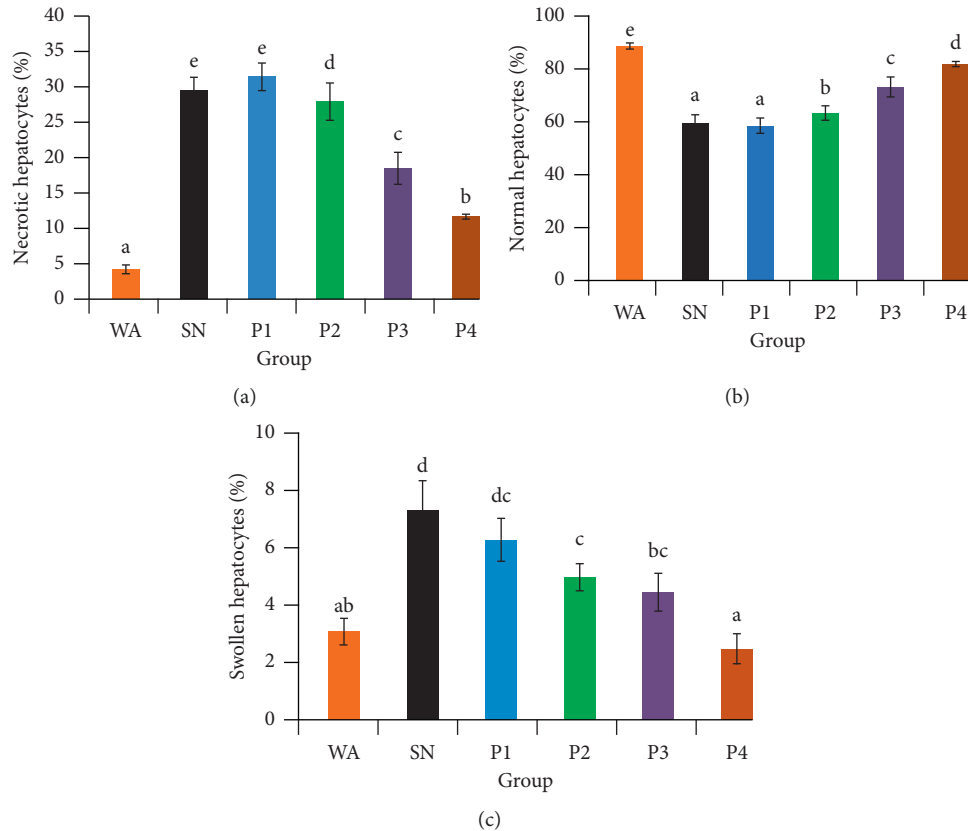 40
35
30
25
20
15
10
5
0
Necrotic hepatocytes (%)
a
e
e
d
c
b
WA SN P1 P2 P3 P4
Group
(a)
100
80
60
40
20
0
Normal hepatocytes (%)
e
a
a
b
c
d
WA SN P1 P2 P3 P4
Group
(b)
10
8
6
4
2
0
Swollen hepatocytes (%)
ab
d
dc
c
bc
a
WA SN P1 P2 P3 P4
Group
(c)